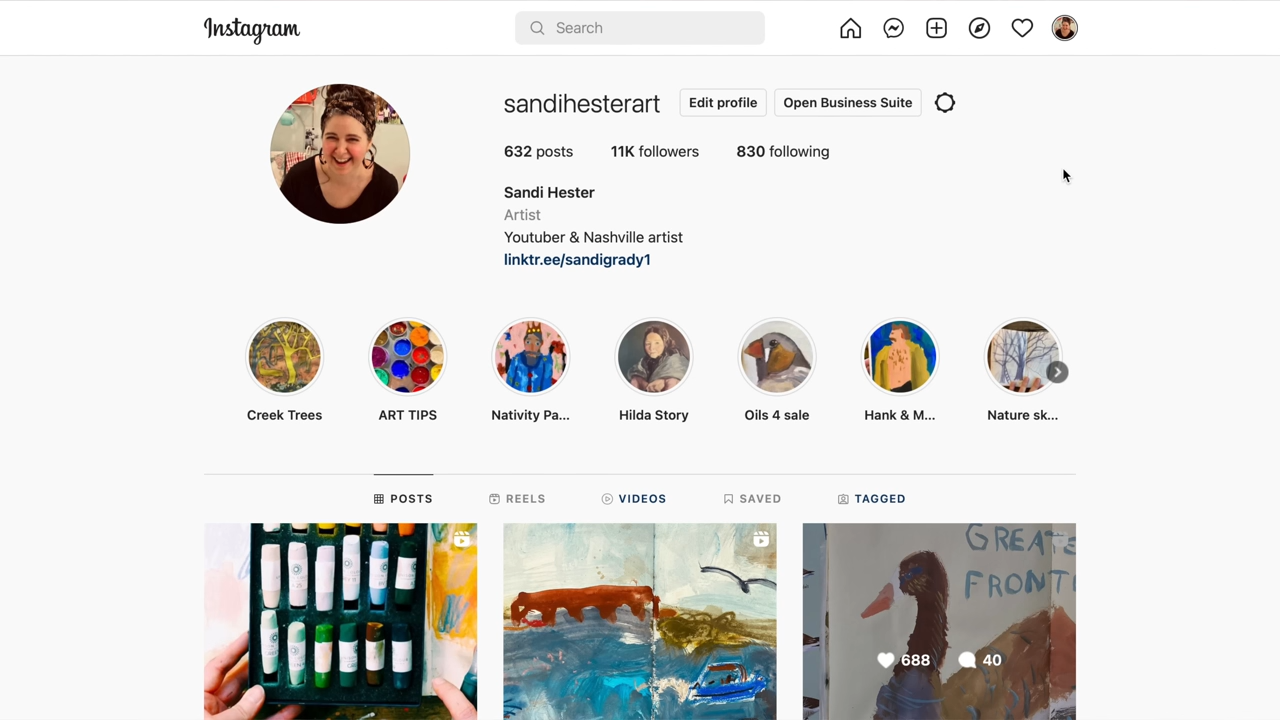 Instagram
Search
sandihesterart Edit profile Open Business Suite
632 posts 11K followers 830 following
Sandi Hester
Artist
Youtuber & Nashville artist
linktr.ee/sandigrady1
Creek Trees ART TIPS Nativity Pa... Hilda Story Oils 4 sale Hank & M... Nature sk...
POSTS REELS VIDEOS SAVED TAGGED
GREATE
FRONT
688 40